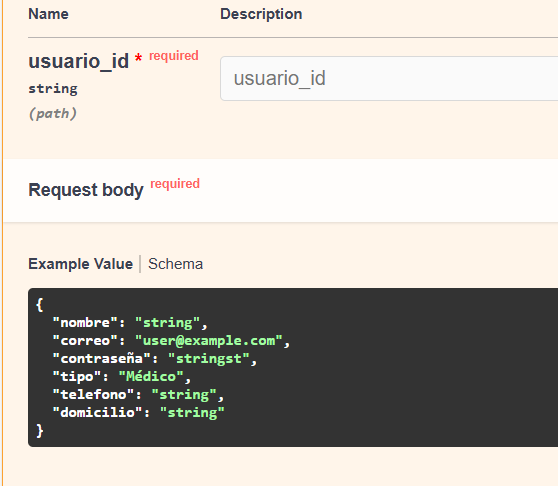 Name Description
usuario_id * required
string
(path)
usuario_id
Request body required
Example Value | Schema
{
  "nombre": "string",
  "correo": "user@example.com",
  "contraseña": "stringst",
  "tipo": "Médico",
  "telefono": "string",
  "domicilio": "string"
}